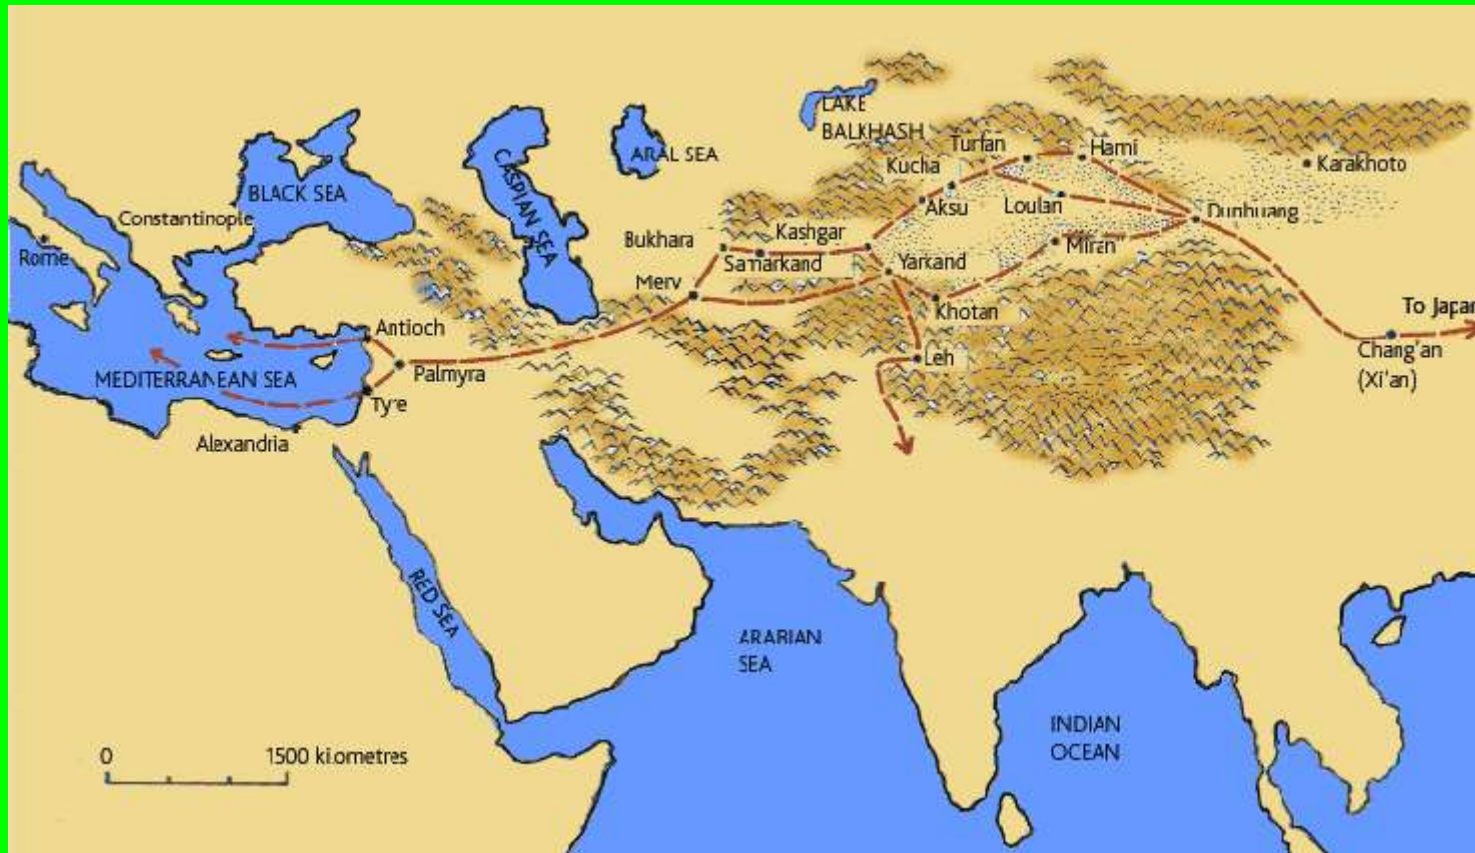 LAKE
BALKHASH
Turfan
Hami
ARAL SEA
Kucha
Karakhoto
CASPIAN SEA
BLACK SEA
Constantinople
Aksu
Loulan
Dunhuang
Rome
Bukhara
Kashgar
Miran
Samarkand
Yarkand
Merv
Khotan
To Japan
Antioch
Chang'an
(Xi'an)
Leh
MEDITERRANEAN SEA
Palmyra
Tyre
Alexandria
RED SEA
ARABIAN
SEA
INDIAN
OCEAN
0 1500 kilometres